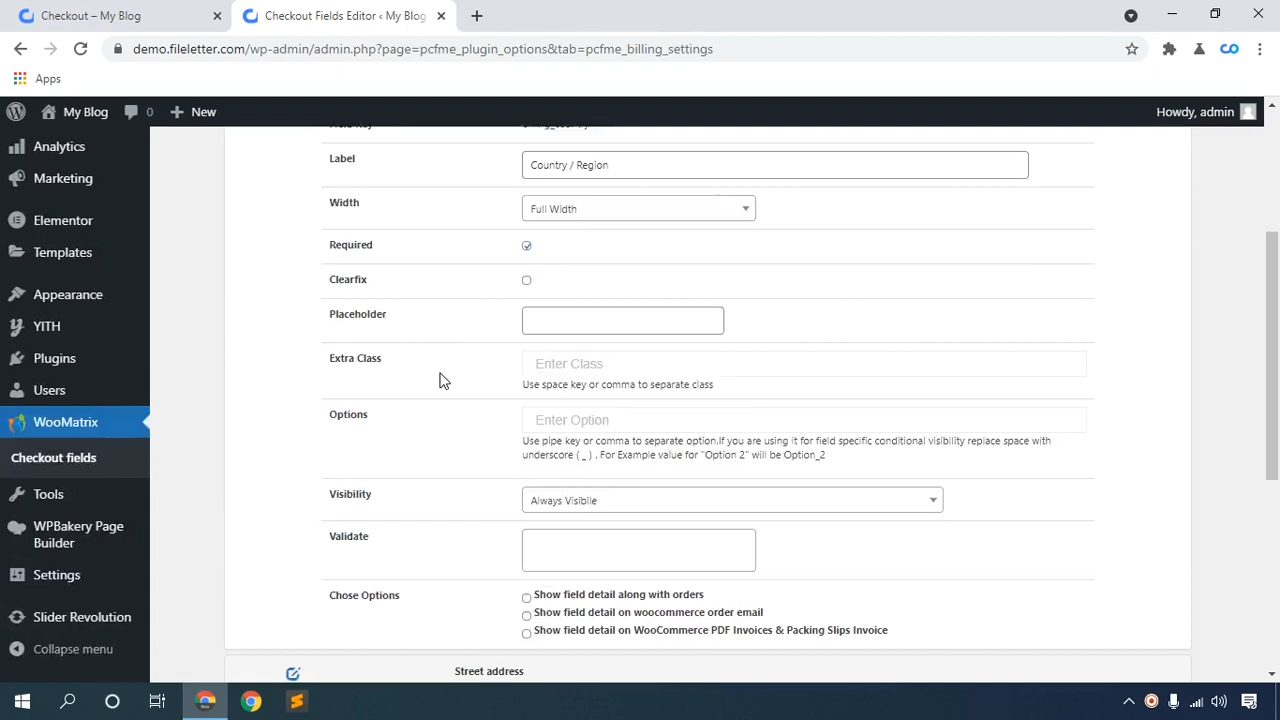 Checkout – My Blog
Checkout Fields Editor ‹ My Blog
demo.fileletter.com/wp-admin/admin.php?page=pcfme_plugin_options&tab=pcfme_billing_settings
Apps
My Blog
0
New
Howdy, admin
Analytics
Marketing
Elementor
Templates
Appearance
YITH
Plugins
Users
WooMatrix
Checkout fields
Tools
WPBakery Page
Builder
Settings
Slider Revolution
Collapse menu
Label
Country / Region
Width
Full Width
Required
Clearfix
Placeholder
Extra Class
Enter Class
Use space key or comma to separate class
Options
Enter Option
Use pipe key or comma to separate option.If you are using it for field specific conditional visibility replace space with
underscore ( _ ) . For Example value for "Option 2" will be Option_2
Visibility
Always Visibile
Validate
Chose Options
Show field detail along with orders
Show field detail on woocommerce order email
Show field detail on WooCommerce PDF Invoices & Packing Slips Invoice
Street address